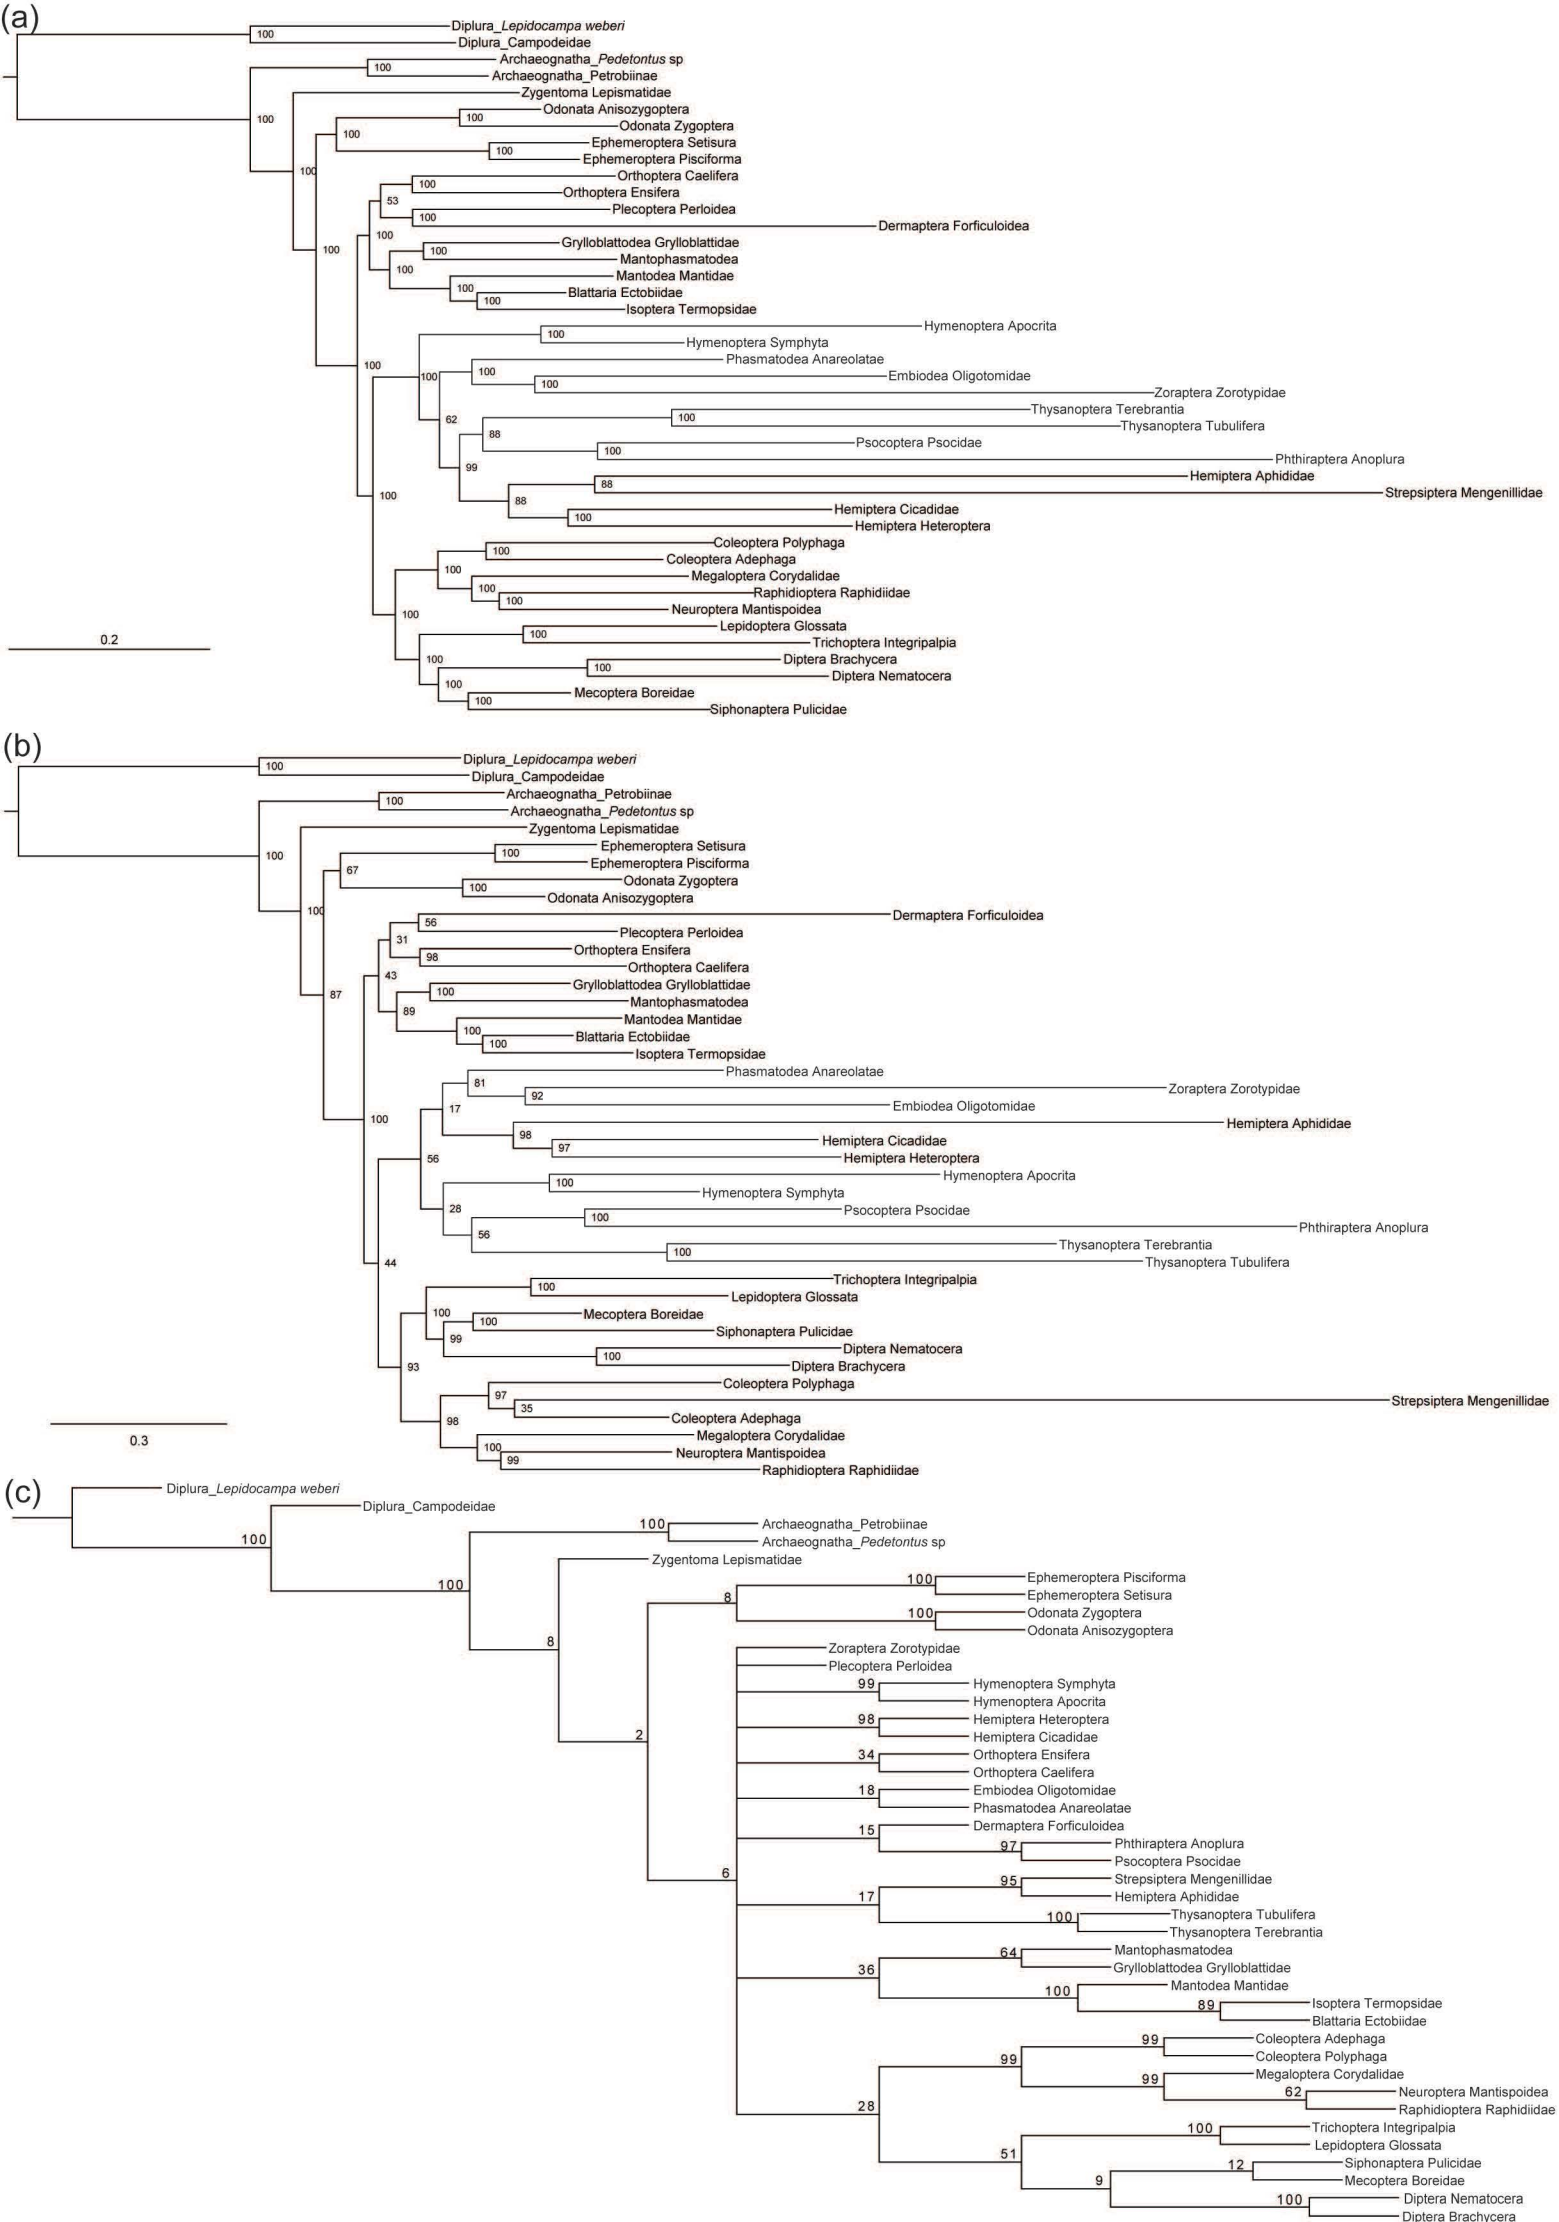 (a)
Diplura_Lepidocampa weberi
100
Diplura_Campodeidae
Archaeognatha_Pedetontus sp
100
Archaeognatha_Petrobiinae
Zygentoma Lepismatidae
Odonata Anisozygoptera
100
100
Odonata Zygoptera
100
Ephemeroptera Setisura
100
Ephemeroptera Pisciforma
100
Orthoptera Caelifera
100
Orthoptera Ensifera
53
Plecoptera Perloidea
100
Dermaptera Forficuloidea
100
Grylloblattodea Grylloblattidae
100
100
Mantophasmatodea
100
Mantodea Mantidae
100
Blattaria Ectobiidae
100
Isoptera Termopsidae
Hymenoptera Apocrita
100
Hymenoptera Symphyta
Phasmatodea Anareolatae
100
100
100
Embiodea Oligotomidae
100
Zoraptera Zorotypidae
Thysanoptera Terebrantia
62
100
Thysanoptera Tubulifera
88
Psocoptera Psocidae
100
Phthiraptera Anoplura
99
Hemiptera Aphididae
88
Strepsiptera Mengenillidae
100
88
Hemiptera Cicadidae
100
Hemiptera Heteroptera
Coleoptera Polyphaga
100
Coleoptera Adephaga
100
Megaloptera Corydalidae
100
Raphidioptera Raphidiidae
100
Neuroptera Mantispoidea
100
Lepidoptera Glossata
100
Trichoptera Integripalpia
0.2
100
Diptera Brachycera
100
Diptera Nematocera
100
Mecoptera Boreidae
100
Siphonaptera Pulicidae
(b)
Diplura_Lepidocampa weberi
100
Diplura_Campodeidae
Archaeognatha_Petrobiinae
100
Archaeognatha_Pedetontus sp
Zygentoma Lepismatidae
Ephemeroptera Setisura
100
100
Ephemeroptera Pisciforma
67
Odonata Zygoptera
100
Odonata Anisozygoptera
100
Dermaptera Forficuloidea
56
Plecoptera Perloidea
31
Orthoptera Ensifera
98
Orthoptera Caelifera
43
Grylloblattodea Grylloblattidae
100
87
Mantophasmatodea
89
Mantodea Mantidae
100
Blattaria Ectobiidae
100
Isoptera Termopsidae
Phasmatodea Anareolatae
81
Zoraptera Zorotypidae
92
17
Embiodea Oligotomidae
100
Hemiptera Aphididae
98
Hemiptera Cicadidae
97
56
Hemiptera Heteroptera
Hymenoptera Apocrita
100
Hymenoptera Symphyta
28
Psocoptera Psocidae
100
Phthiraptera Anoplura
56
Thysanoptera Terebrantia
100
44
Thysanoptera Tubulifera
Trichoptera Integripalpia
100
Lepidoptera Glossata
100
Mecoptera Boreidae
100
Siphonaptera Pulicidae
99
Diptera Nematocera
100
93
Diptera Brachycera
Coleoptera Polyphaga
97
Strepsiptera Mengenillidae
35
98
Coleoptera Adephaga
0.3
Megaloptera Corydalidae
100
Neuroptera Mantispoidea
99
Raphidioptera Raphidiidae
(c)
Diplura_Lepidocampa weberi
Diplura_Campodeidae
100
Archaeognatha_Petrobiinae
100
Archaeognatha_Pedetontus sp
Zygentoma Lepismatidae
100
Ephemeroptera Pisciforma
100
Ephemeroptera Setisura
8
Odonata Zygoptera
100
Odonata Anisozygoptera
8
Zoraptera Zorotypidae
Plecoptera Perloidea
Hymenoptera Symphyta
99
Hymenoptera Apocrita
Hemiptera Heteroptera
98
2
Hemiptera Cicadidae
Orthoptera Ensifera
34
Orthoptera Caelifera
Embiodea Oligotomidae
18
Phasmatodea Anareolatae
Dermaptera Forficuloidea
15
Phthiraptera Anoplura
97
Psocoptera Psocidae
6
Strepsiptera Mengenillidae
95
17
Hemiptera Aphididae
Thysanoptera Tubulifera
100
Thysanoptera Terebrantia
Mantophasmatodea
64
Grylloblattodea Grylloblattidae
36
Mantodea Mantidae
100
Isoptera Termopsidae
89
Blattaria Ectobiidae
Coleoptera Adephaga
99
Coleoptera Polyphaga
99
Megaloptera Corydalidae
99
Neuroptera Mantispoidea
62
Raphidioptera Raphidiidae
28
Trichoptera Integripalpia
100
Lepidoptera Glossata
51
Siphonaptera Pulicidae
12
Mecoptera Boreidae
9
Diptera Nematocera
100
Diptera Brachycera